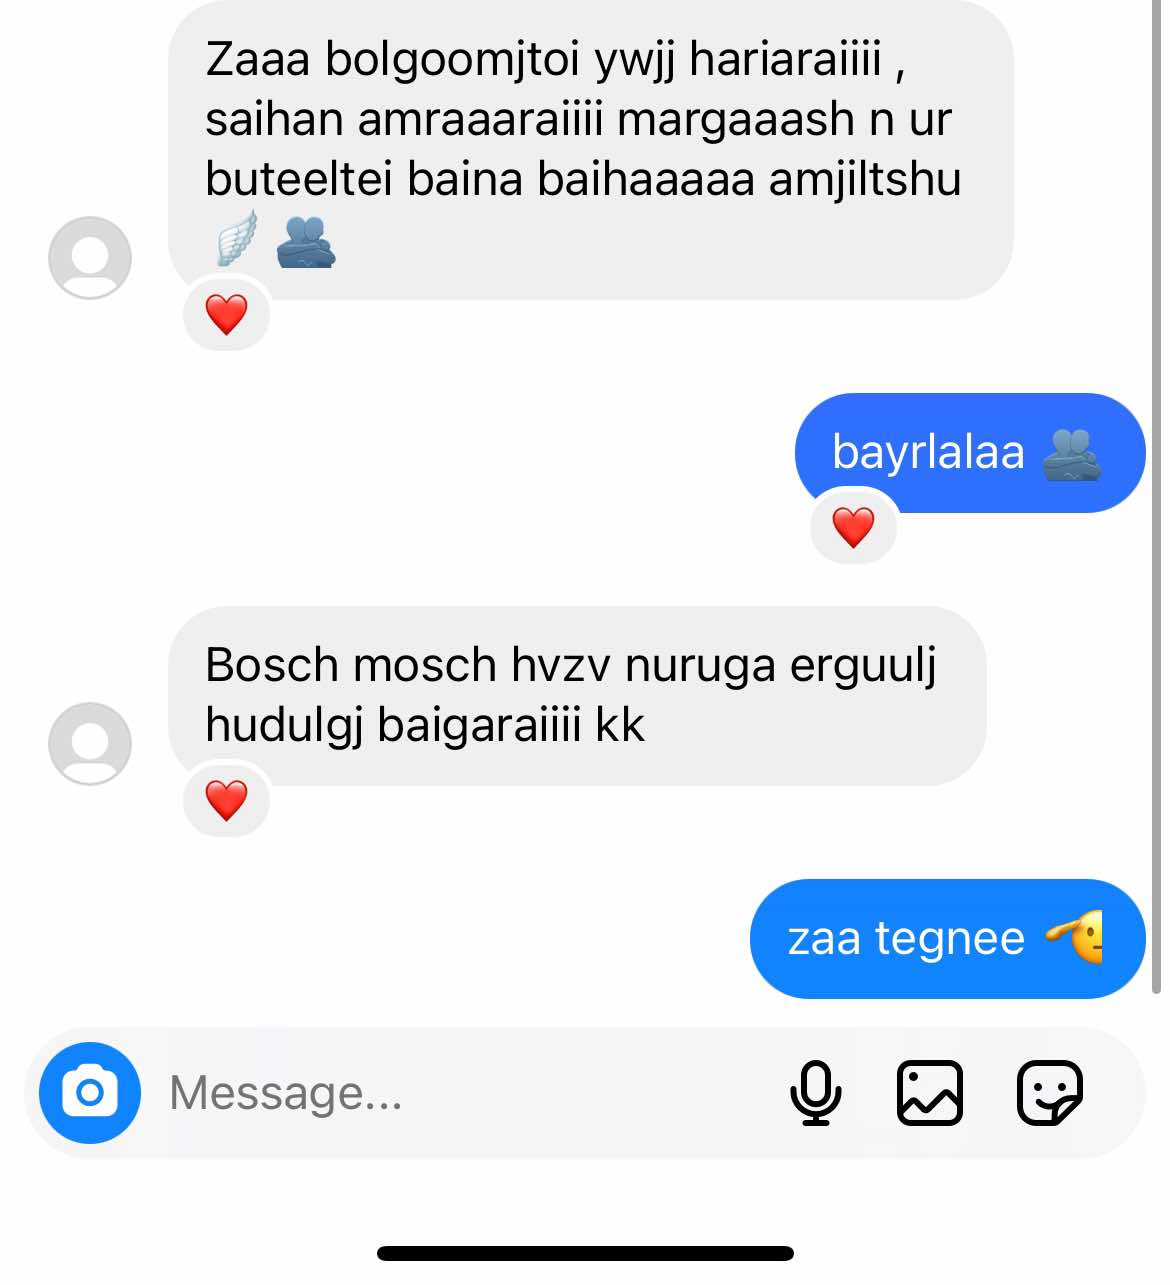 Zaaa bolgoomjtoi ywjj hariaraiiii ,
saihan amraaaraiiii margaaash n ur
buteeltei baina baihaaaaa amjiltshu
🪽 🫂
❤️
bayrlalaa 🫂
❤️
Bosch mosch hvzv nuruga erguulj
hudulgj baigaraiiii kk
❤️
zaa tegnee 🫡
Message...